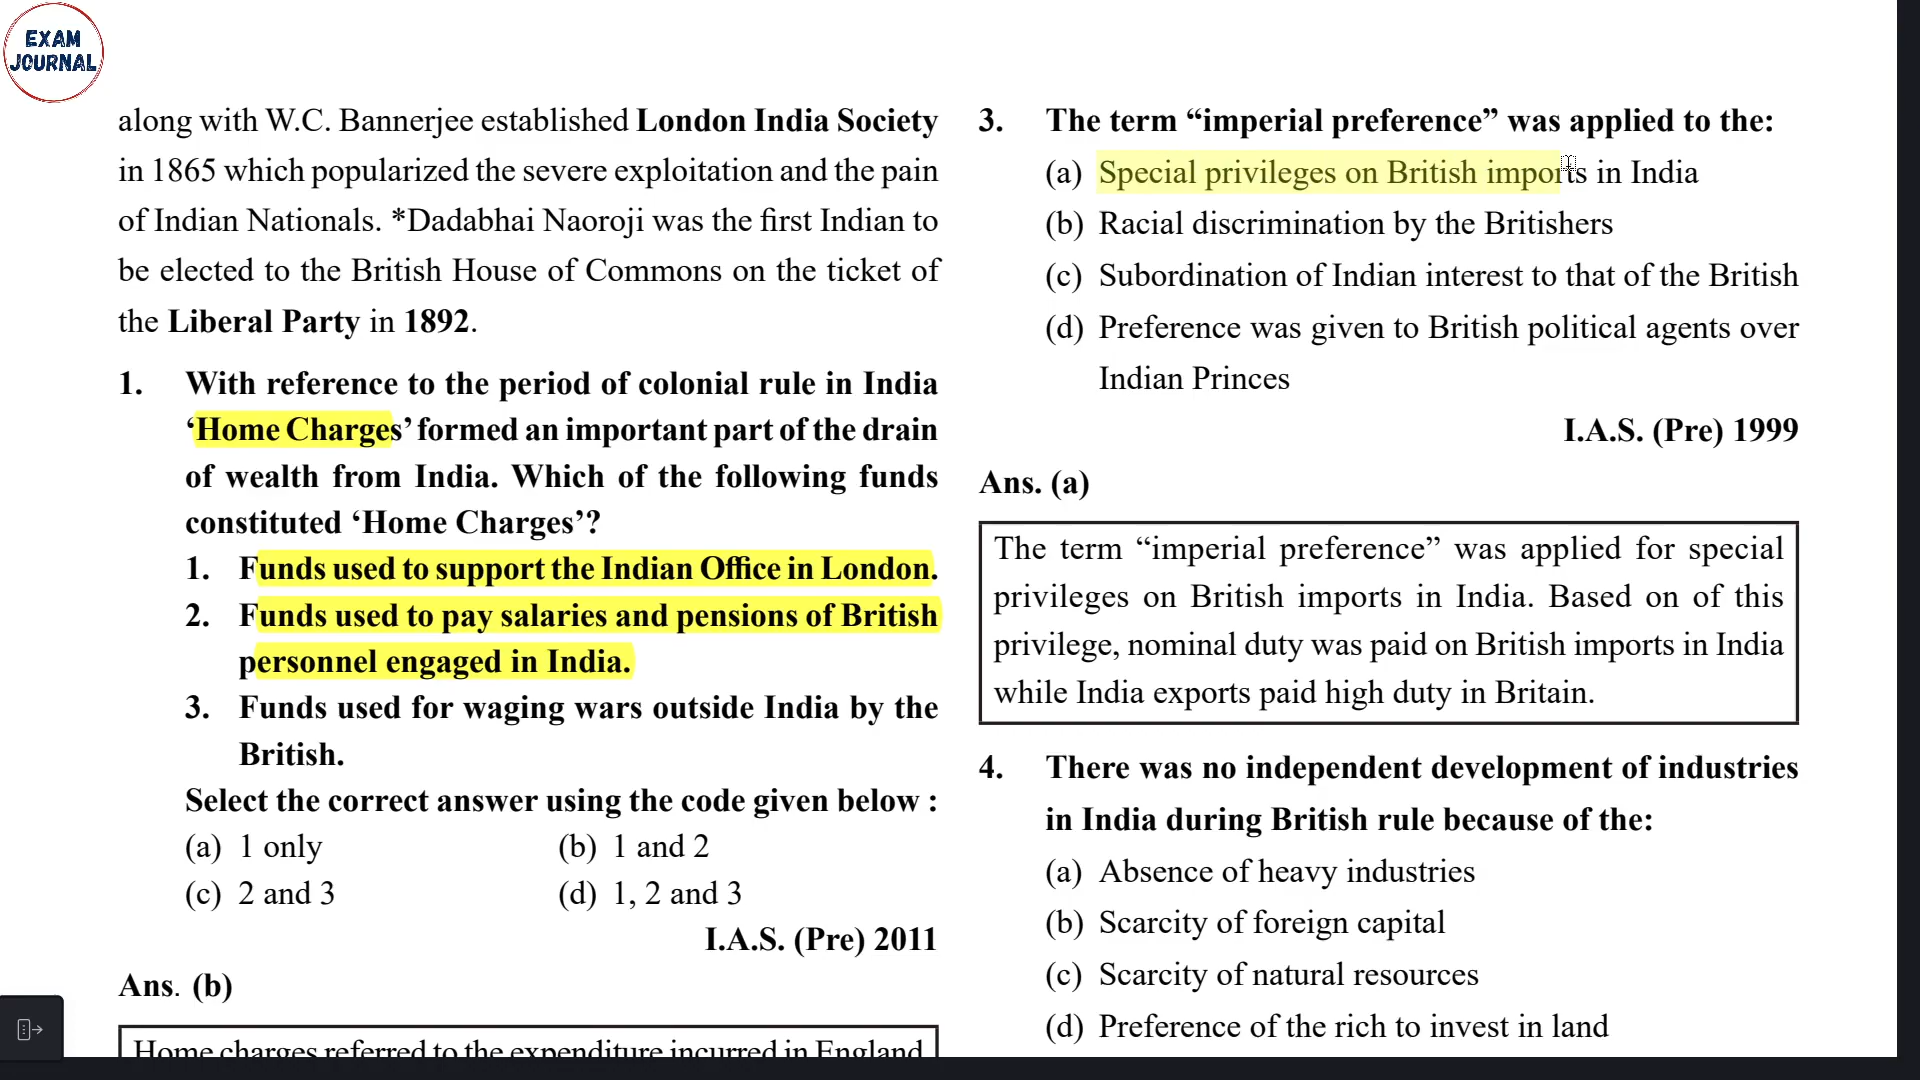 EXAM
JOURNAL
along with W.C. Bannerjee established London India Society
in 1865 which popularized the severe exploitation and the pain
of Indian Nationals. *Dadabhai Naoroji was the first Indian to
be elected to the British House of Commons on the ticket of
the Liberal Party in 1892.
1. With reference to the period of colonial rule in India
‘Home Charges’ formed an important part of the drain
of wealth from India. Which of the following funds
constituted ‘Home Charges’?
1. Funds used to support the Indian Office in London.
2. Funds used to pay salaries and pensions of British
personnel engaged in India.
3. Funds used for waging wars outside India by the
British.
Select the correct answer using the code given below :
(a) 1 only (b) 1 and 2
(c) 2 and 3 (d) 1, 2 and 3
I.A.S. (Pre) 2011
Ans. (b)
Home charges referred to the expenditure incurred in England
3. The term “imperial preference” was applied to the:
(a) Special privileges on British imports in India
(b) Racial discrimination by the Britishers
(c) Subordination of Indian interest to that of the British
(d) Preference was given to British political agents over
Indian Princes
I.A.S. (Pre) 1999
Ans. (a)
The term “imperial preference” was applied for special
privileges on British imports in India. Based on of this
privilege, nominal duty was paid on British imports in India
while India exports paid high duty in Britain.
4. There was no independent development of industries
in India during British rule because of the:
(a) Absence of heavy industries
(b) Scarcity of foreign capital
(c) Scarcity of natural resources
(d) Preference of the rich to invest in land